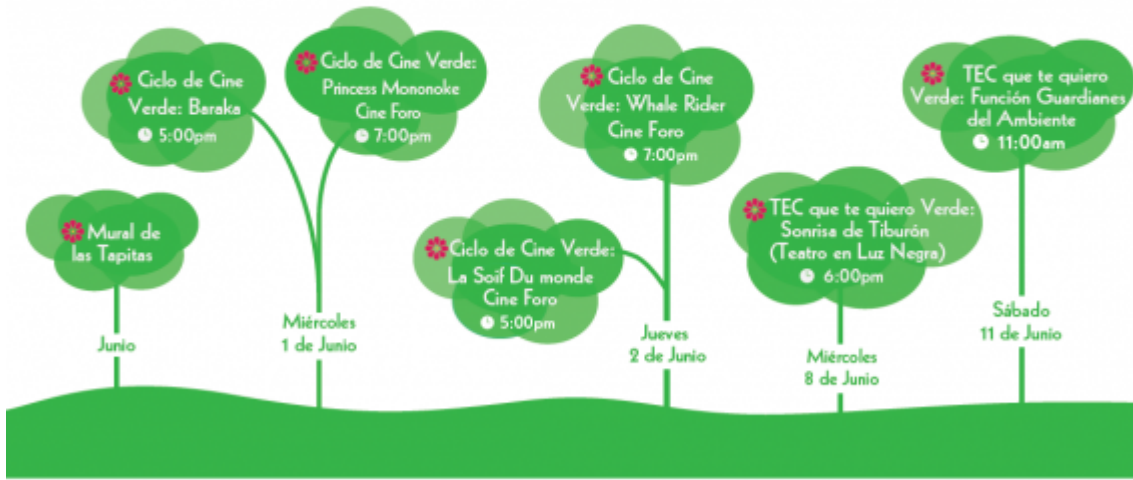 Mural de
las Tapitas
Junio
Ciclo de Cine
Verde: Baraka
5:00pm
Ciclo de Cine Verde:
Princess Mononoke
Cine Foro
7:00pm
Miércoles
1 de Junio
Ciclo de Cine Verde:
La Soif Du monde
Cine Foro
5:00pm
Ciclo de Cine
Verde: Whale Rider
Cine Foro
7:00pm
Jueves
2 de Junio
TEC que te quiero Verde:
Sonrisa de Tiburón
(Teatro en Luz Negra)
6:00pm
Miércoles
8 de Junio
TEC que te quiero
Verde: Función Guardianes
del Ambiente
11:00am
Sábado
11 de Junio